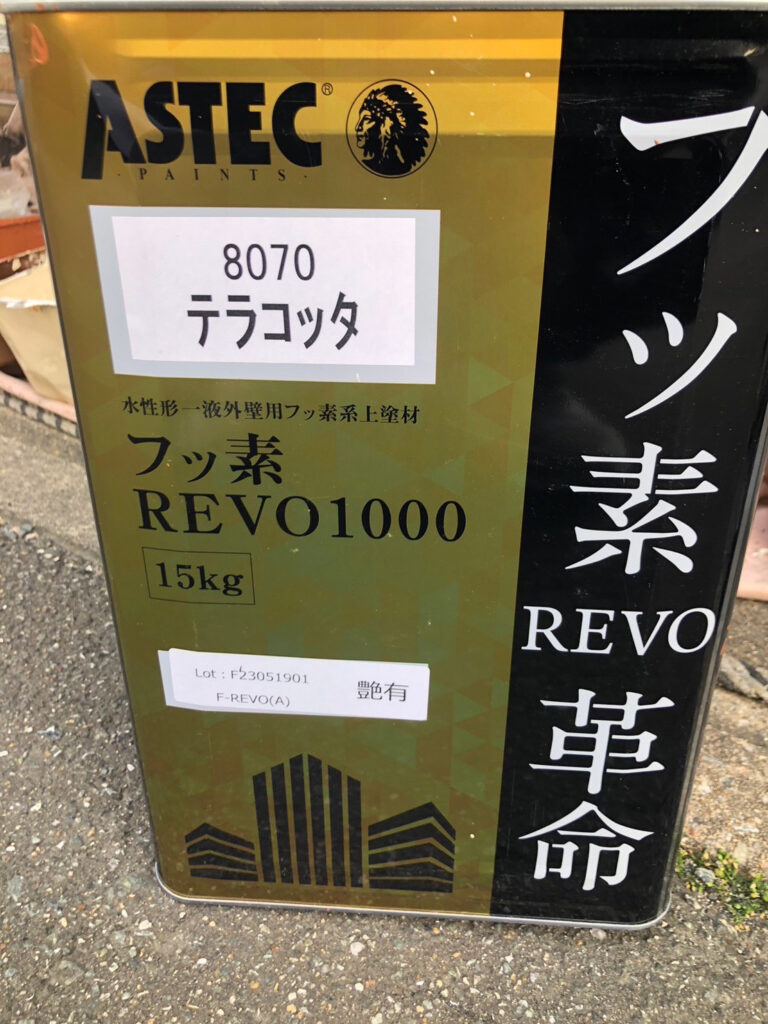 ASTEC®
PAINTS
8070
テラコッタ
水性形一液外壁用フッ素系上塗材
フッ素
REVO1000
15kg
Lot : F23051901
F-REVO(A)
艶有
フッ素
REVO
革命